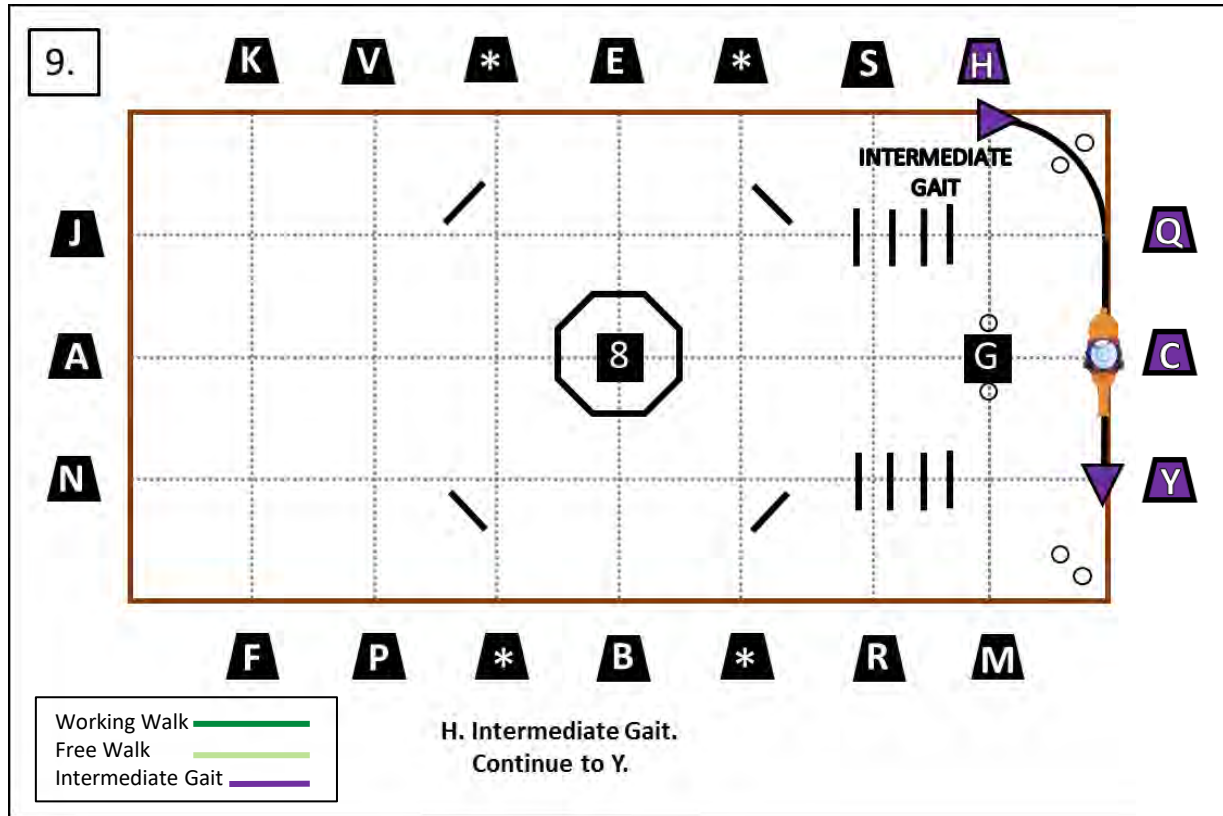 9.
K V * E * S H
INTERMEDIATE
GAIT
J Q
A 8 G C
N Y
F P * B * R M
Working Walk
Free Walk
Intermediate Gait
H. Intermediate Gait.
Continue to Y.